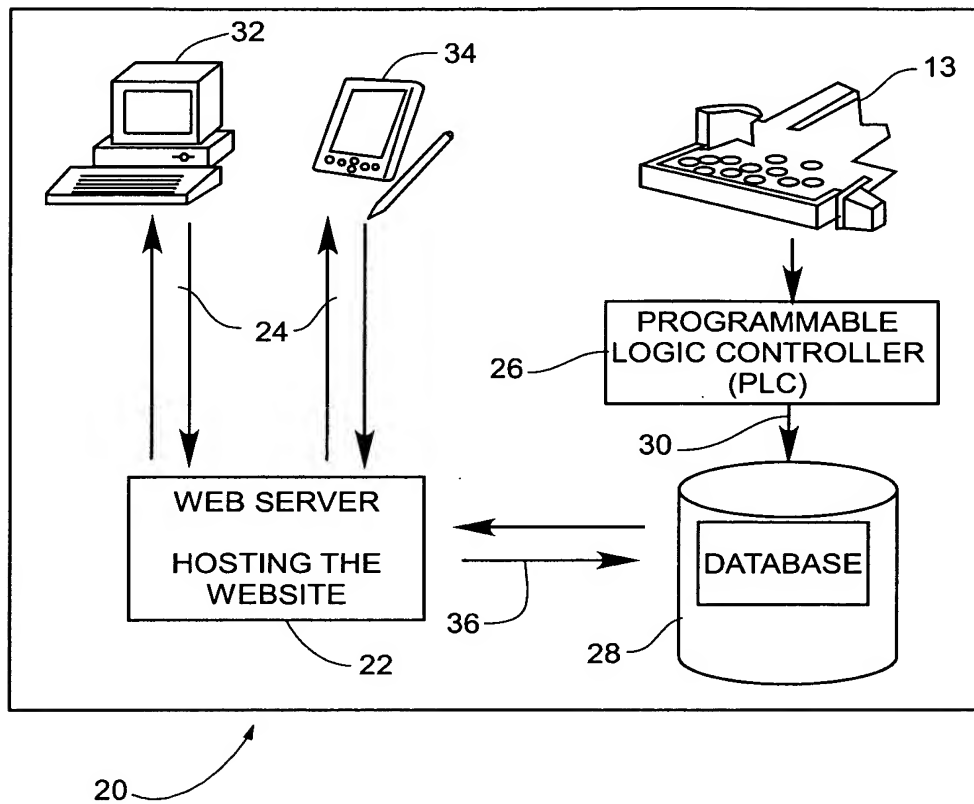 32
34
13
24
PROGRAMMABLE
LOGIC CONTROLLER
(PLC)
26
30
WEB SERVER
HOSTING THE
WEBSITE
DATABASE
36
28
22
20